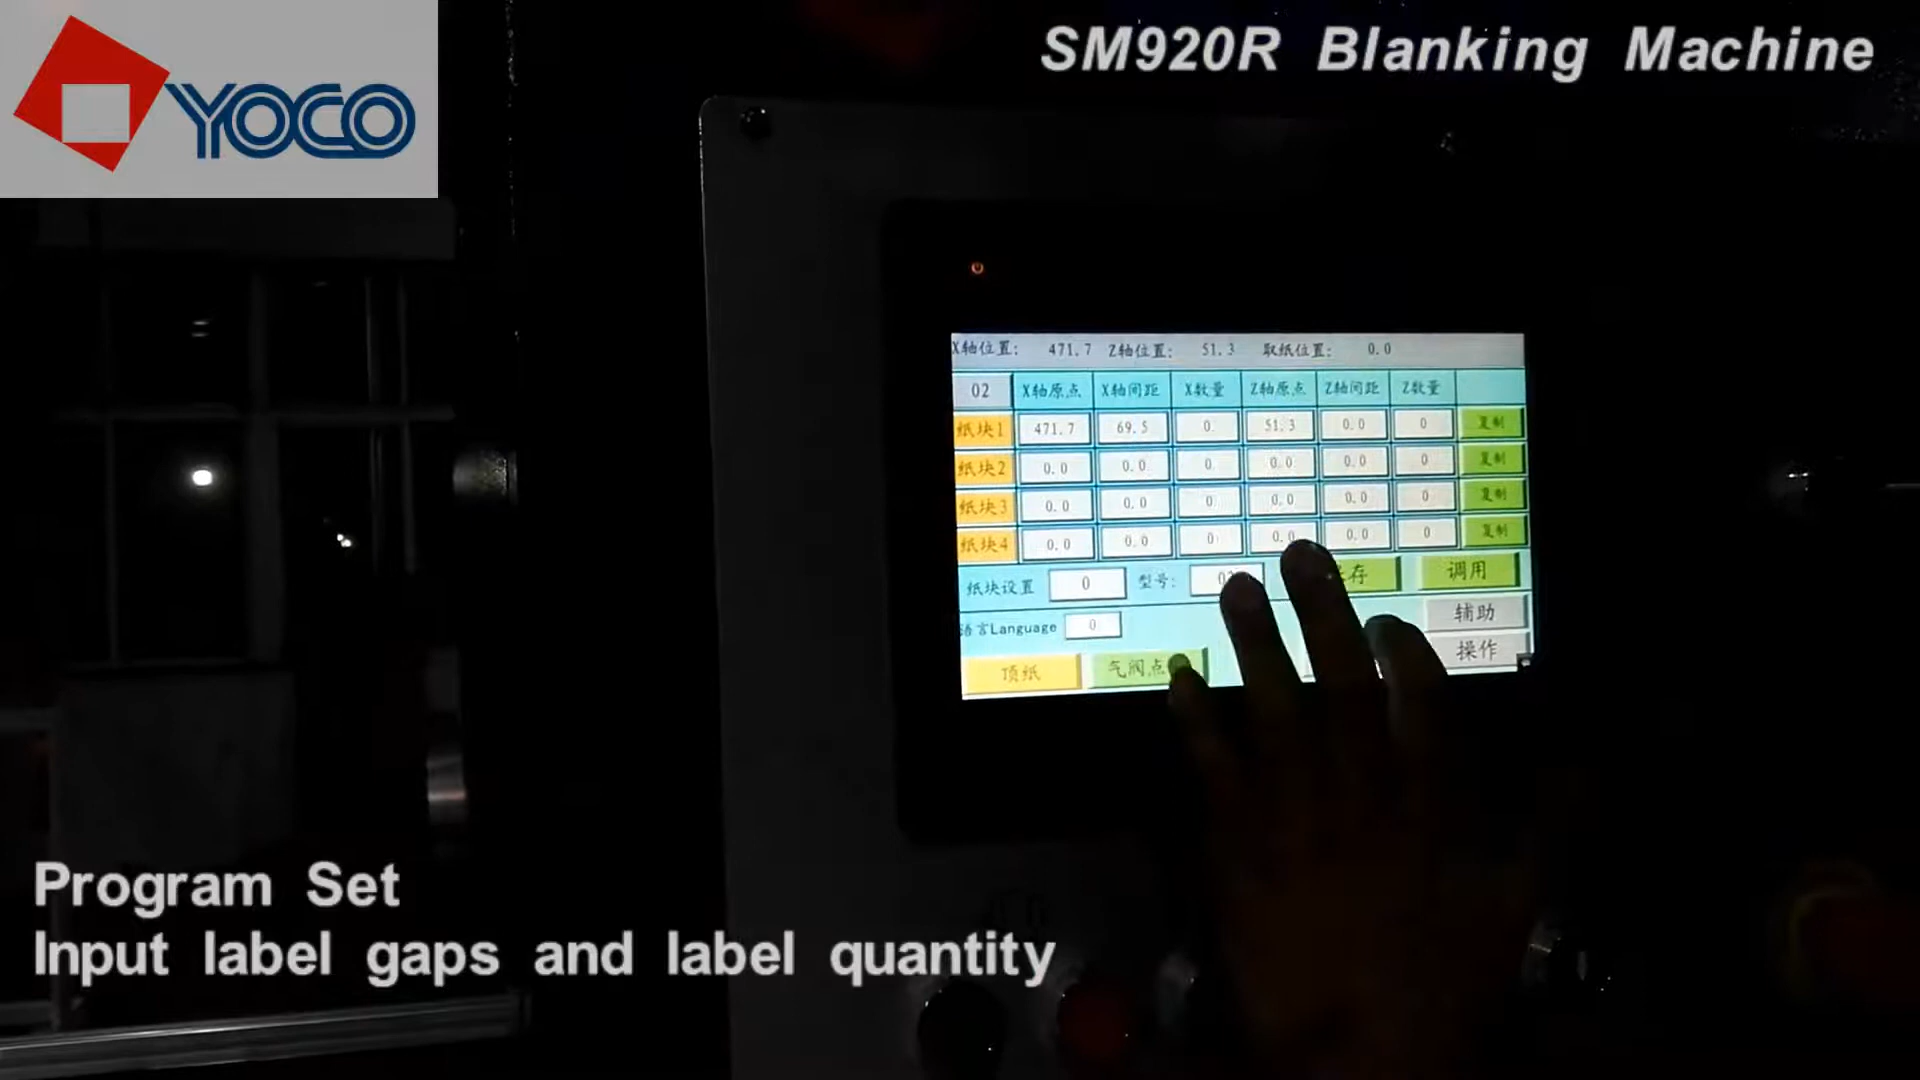 YOCO
SM920R Blanking Machine
X轴位置: 471.7 Z轴位置: 51.3 取纸位置: 0.0
02 X轴原点 X轴间距 X数量 Z轴原点 Z轴间距 Z数量
纸块1 471.7 69.5 0 51.3 0.0 0 复制
纸块2 0.0 0.0 0 0.0 0.0 0 复制
纸块3 0.0 0.0 0 0.0 0.0 0 复制
纸块4 0.0 0.0 0 0.0 0.0 0 复制
纸块设置 0 型号: 存 调用
语言Language 0 辅助
顶纸 气阀点 操作
Program Set
Input label gaps and label quantity